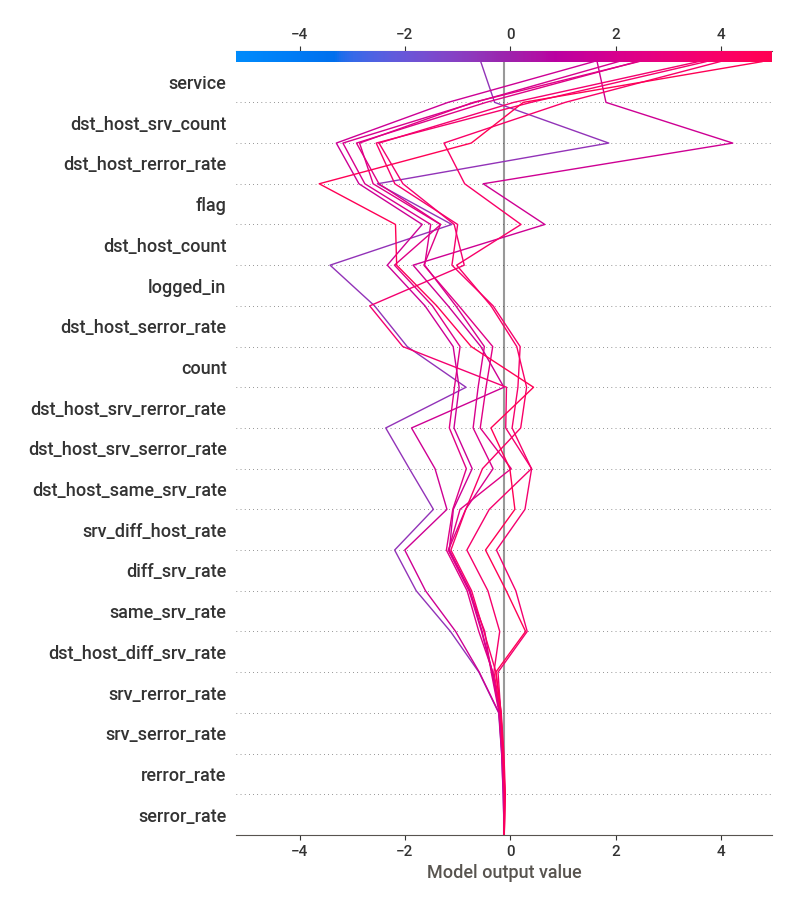 −4 −2 0 2 4
service
dst_host_srv_count
dst_host_rerror_rate
flag
dst_host_count
logged_in
dst_host_serror_rate
count
dst_host_srv_rerror_rate
dst_host_srv_serror_rate
dst_host_same_srv_rate
srv_diff_host_rate
diff_srv_rate
same_srv_rate
dst_host_diff_srv_rate
srv_rerror_rate
srv_serror_rate
rerror_rate
serror_rate
−4 −2 0 2 4
Model output value